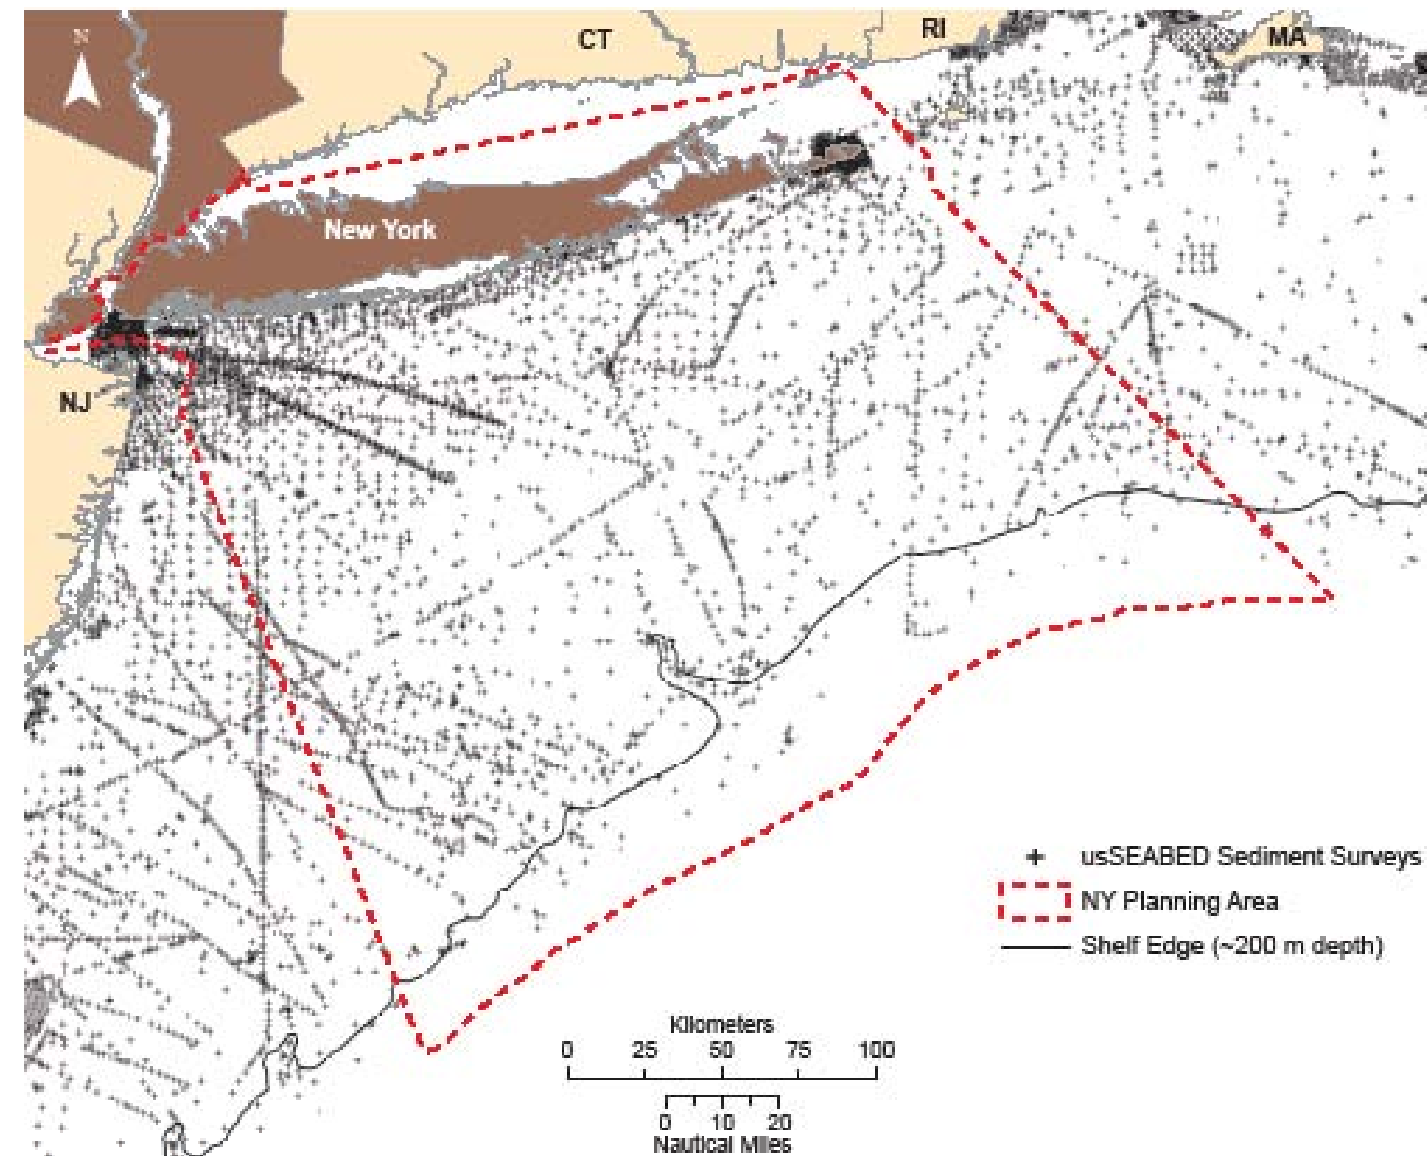 N
CT
RI
MA
New York
NJ
usSEABED Sediment Surveys
NY Planning Area
Shelf Edge (~200 m depth)
Kilometers
0 25 50 75 100
0 10 20
Nautical Miles